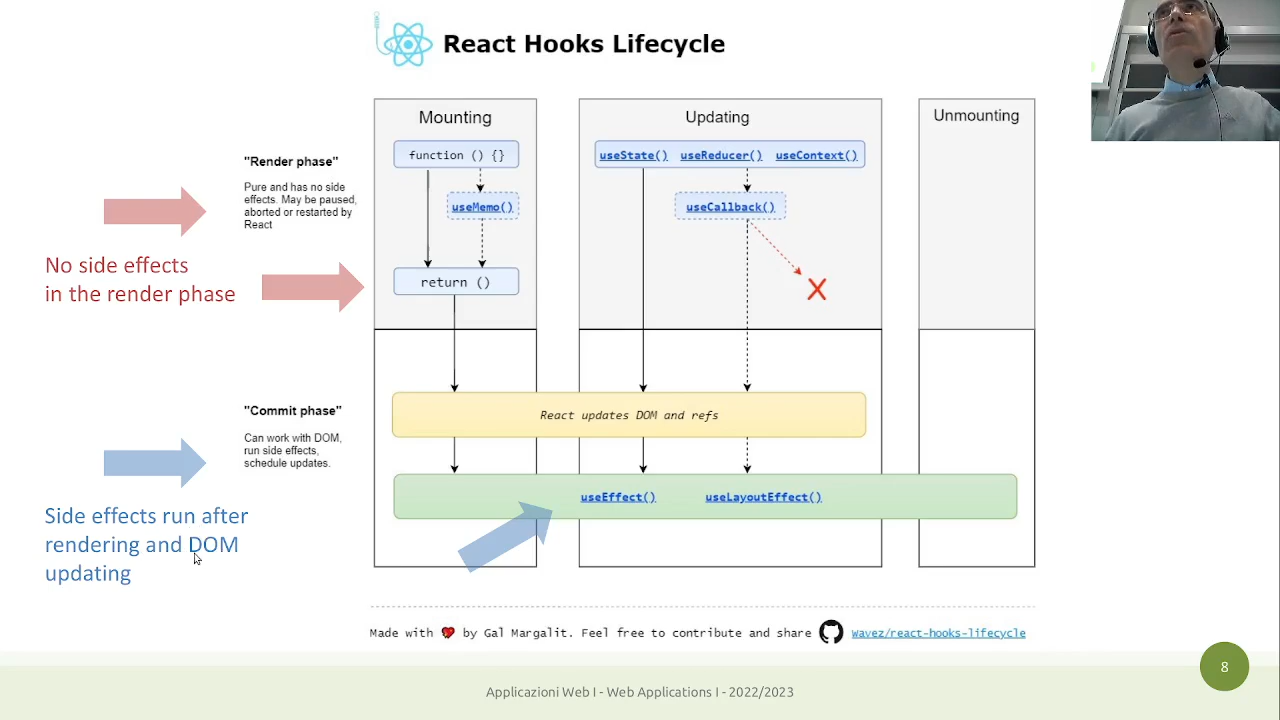 React Hooks Lifecycle
Mounting
Updating
Unmounting
"Render phase"
Pure and has no side
effects. May be paused,
aborted or restarted by
React
function () {}
useMemo()
return ()
useState() useReducer() useContext()
useCallback()
X
No side effects
in the render phase
"Commit phase"
Can work with DOM,
run side effects,
schedule updates.
React updates DOM and refs
useEffect() useLayoutEffect()
Side effects run after
rendering and DOM
updating
Made with ❤ by Gal Margalit. Feel free to contribute and share Wavez/react-hooks-lifecycle
8
Applicazioni Web I - Web Applications I - 2022/2023